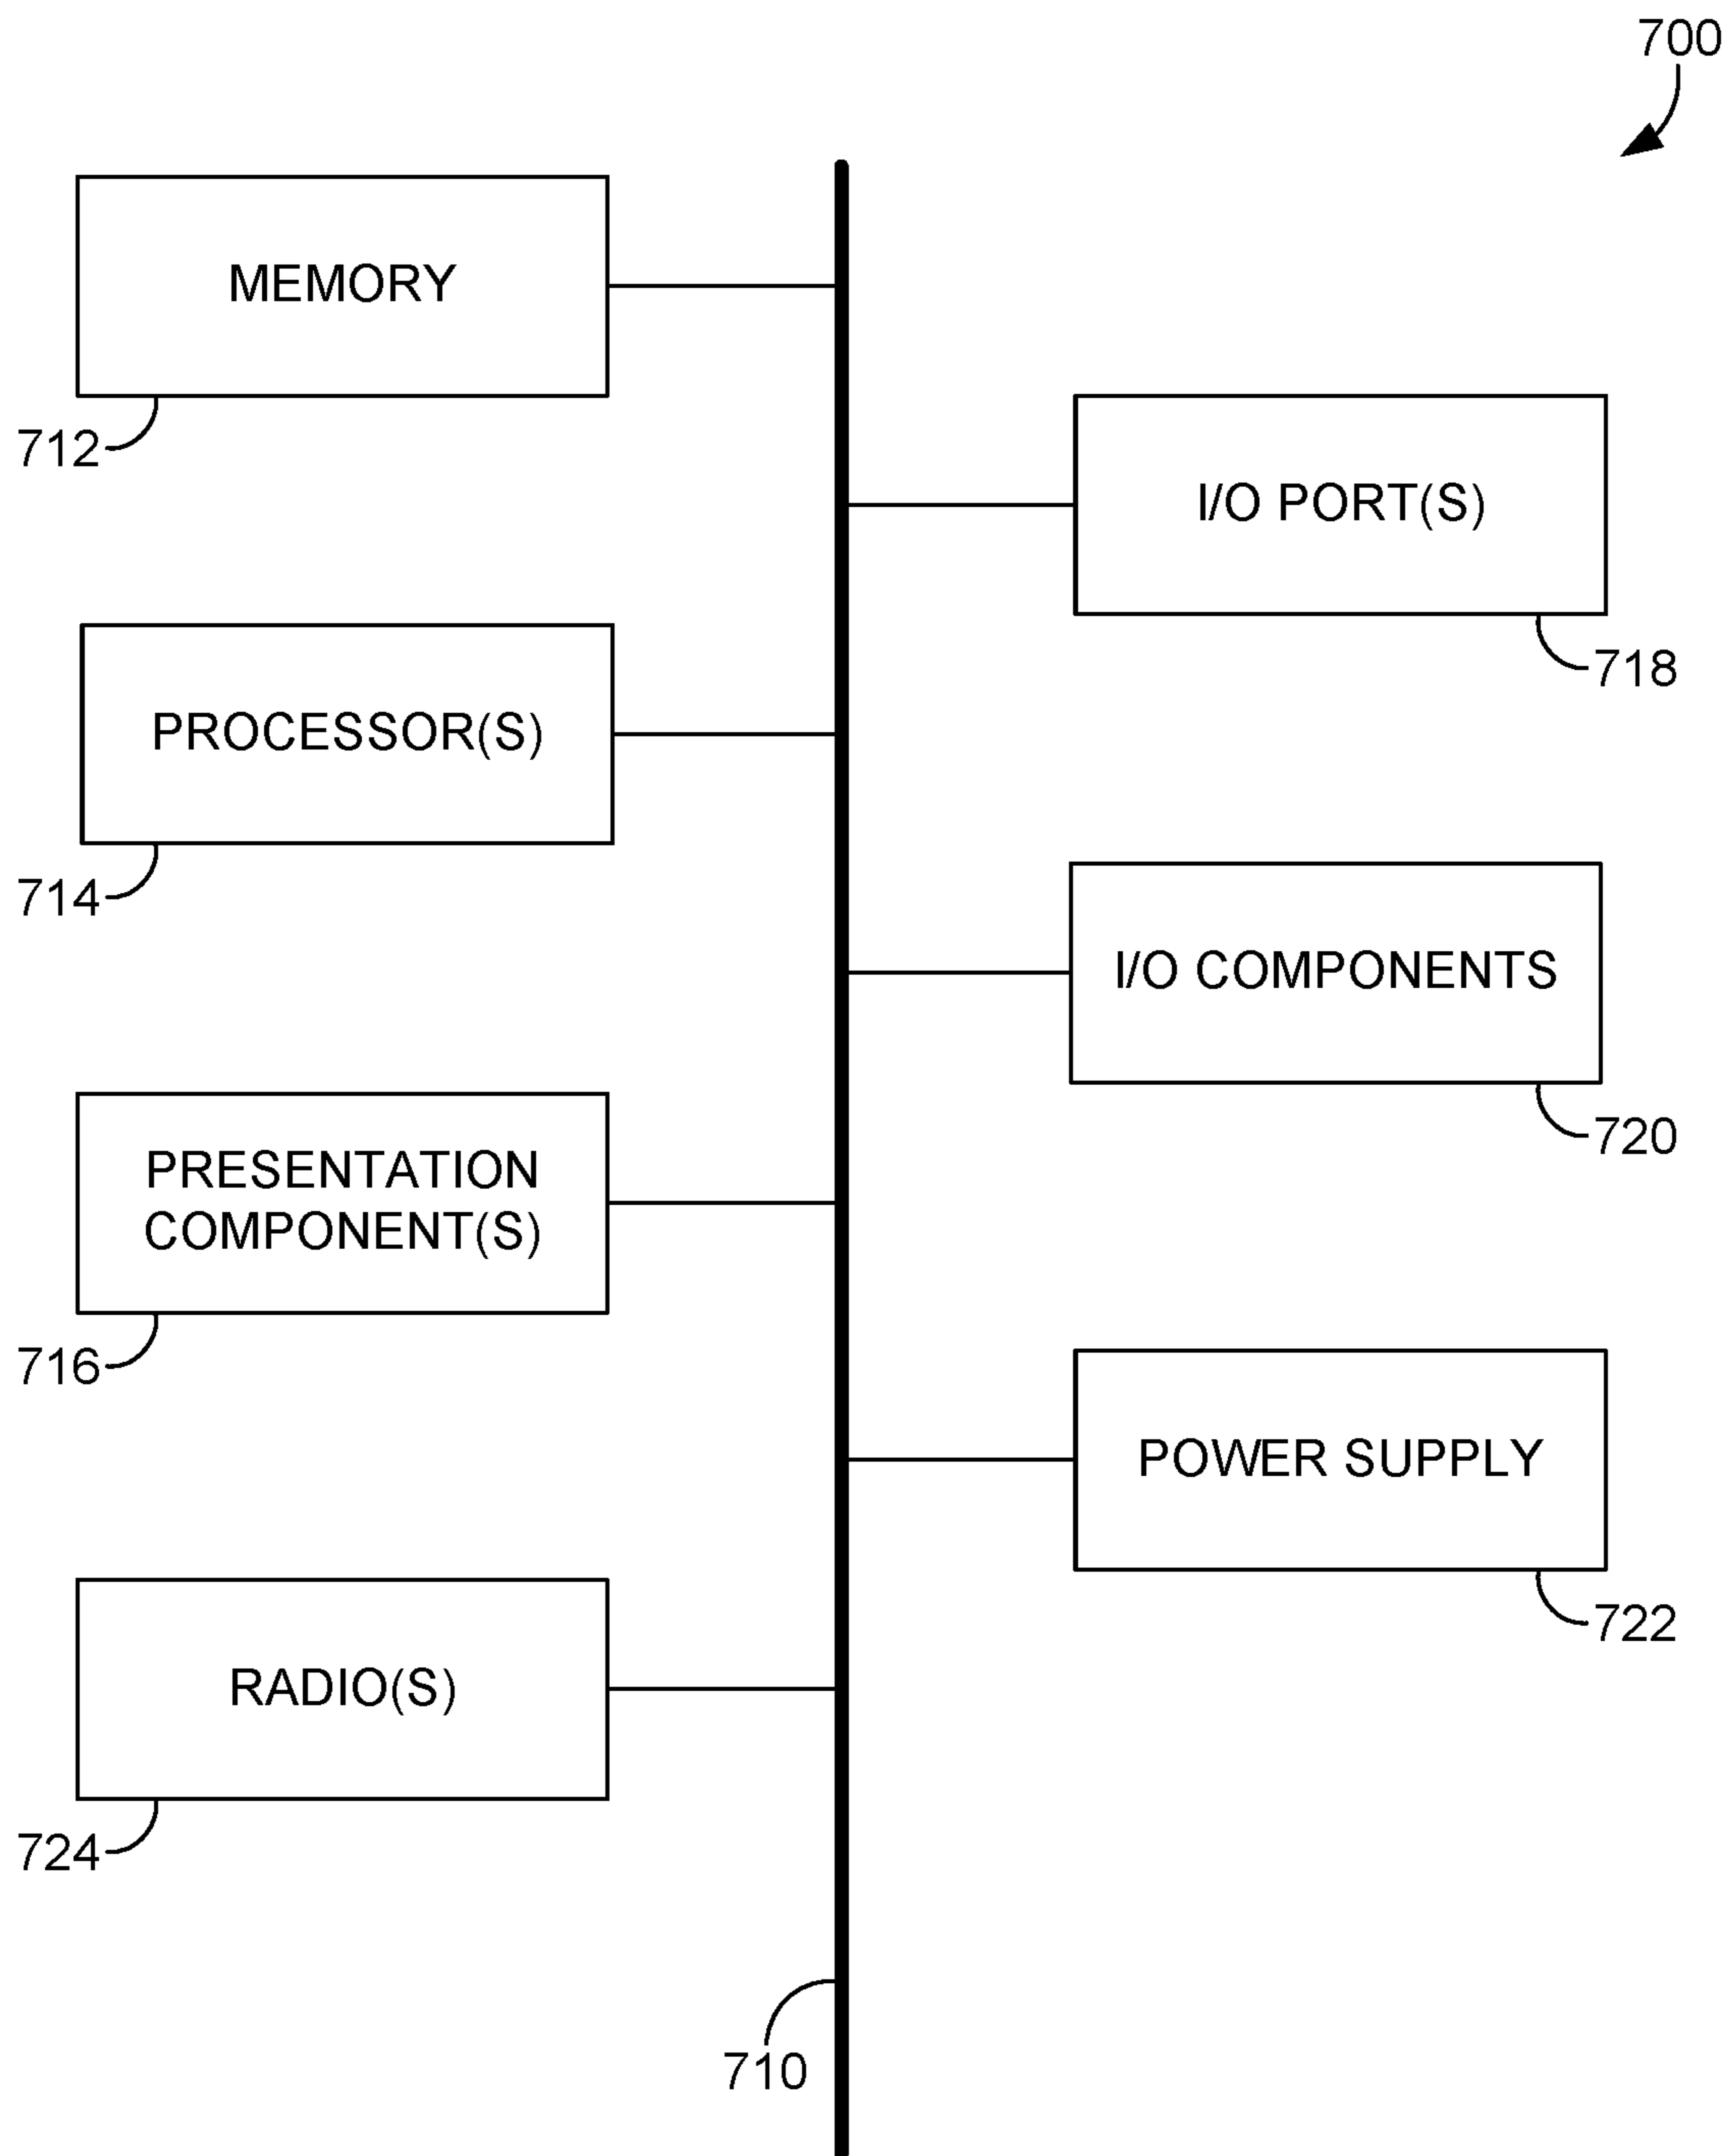 700
MEMORY
712
I/O PORT(S)
718
PROCESSOR(S)
714
I/O COMPONENTS
720
PRESENTATION
COMPONENT(S)
716
POWER SUPPLY
722
RADIO(S)
724
710